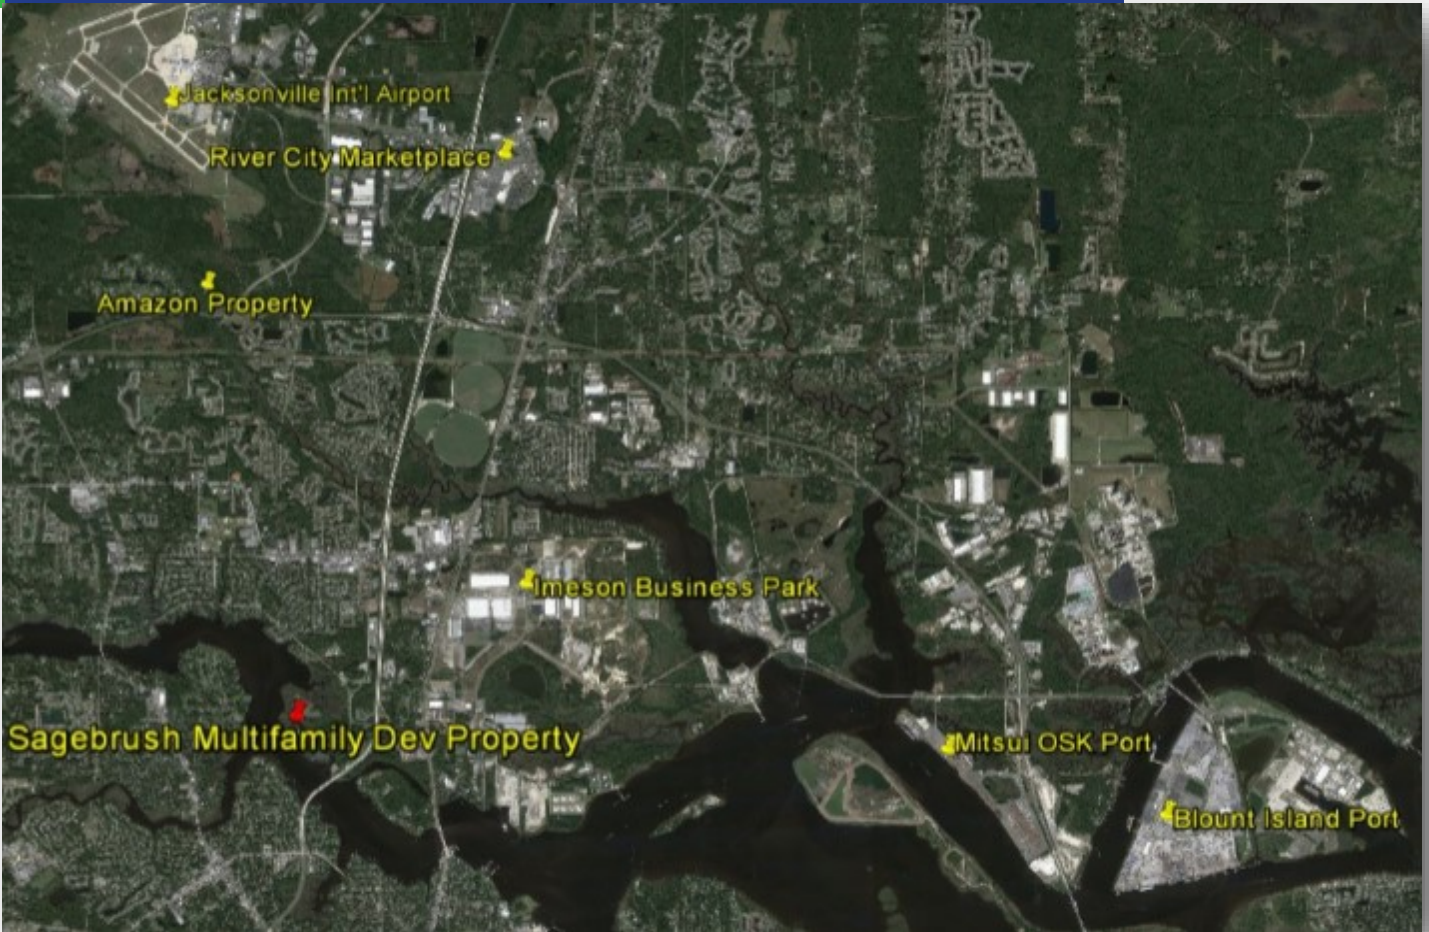 Jacksonville Int'l Airport
River City Marketplace
Amazon Property
Imeson Business Park
Sagebrush Multifamily Dev Property
Mitsui OSK Port
Blount Island Port